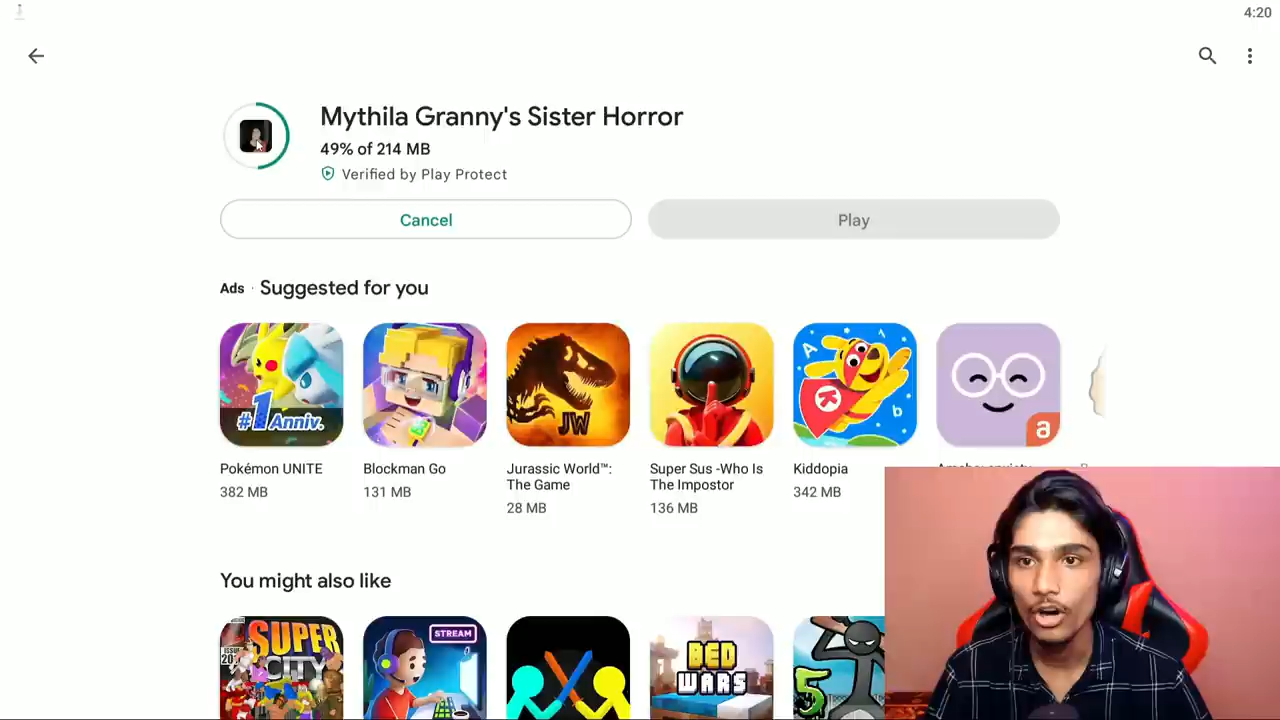 4:20
Mythila Granny's Sister Horror
49% of 214 MB
Verified by Play Protect
Cancel
Play
Ads · Suggested for you
#1 Anniv.
JW
A
b
a
Pokémon UNITE
382 MB
Blockman Go
131 MB
Jurassic World™:
The Game
28 MB
Super Sus -Who Is
The Impostor
136 MB
Kiddopia
342 MB
You might also like
SUPER
CITY
STREAM
BED
WARS
5